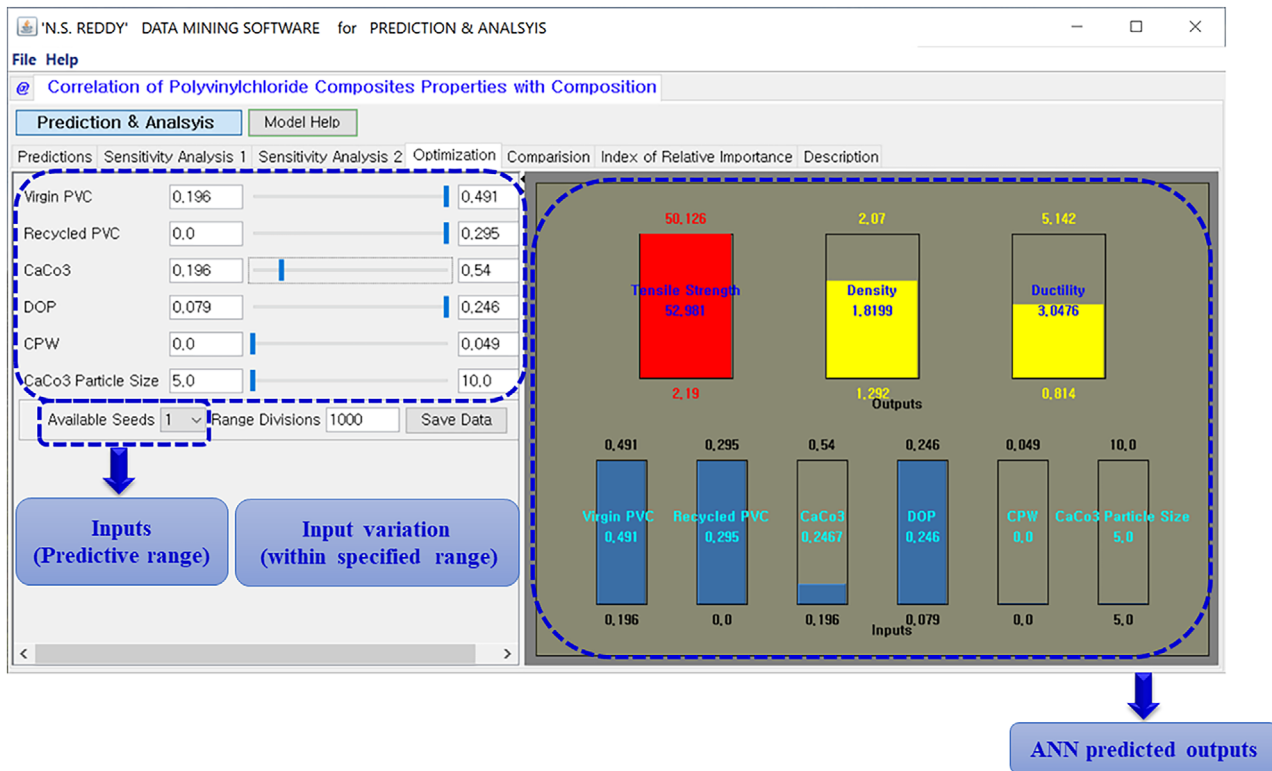 'N.S. REDDY' DATA MINING SOFTWARE for PREDICTION & ANALSYIS
File Help
@ Correlation of Polyvinylchloride Composites Properties with Composition
Prediction & Analsyis Model Help
Predictions Sensitivity Analysis 1 Sensitivity Analysis 2 Optimization Comparision Index of Relative Importance Description
Virgin PVC 0,196 0,491
Recycled PVC 0,0 0,295
CaCo3 0,196 0,54
DOP 0,079 0,246
CPW 0,0 0,049
CaCo3 Particle Size 5,0 10,0
Available Seeds 1 Range Divisions 1000 Save Data
Inputs
(Predictive range)
Input variation
(within specified range)
50,126 2,07 5,142
Tensile Strength Density Ductility
52,981 1,8199 3,0476
2,19 1,292 0,814
Outputs
0,491 0,295 0,54 0,246 0,049 10,0
Virgin PVC Recycled PVC CaCo3 DOP CPW CaCo3 Particle Size
0,491 0,295 0,2467 0,246 0,0 5,0
0,196 0,0 0,196 0,079 0,0 5,0
Inputs
ANN predicted outputs